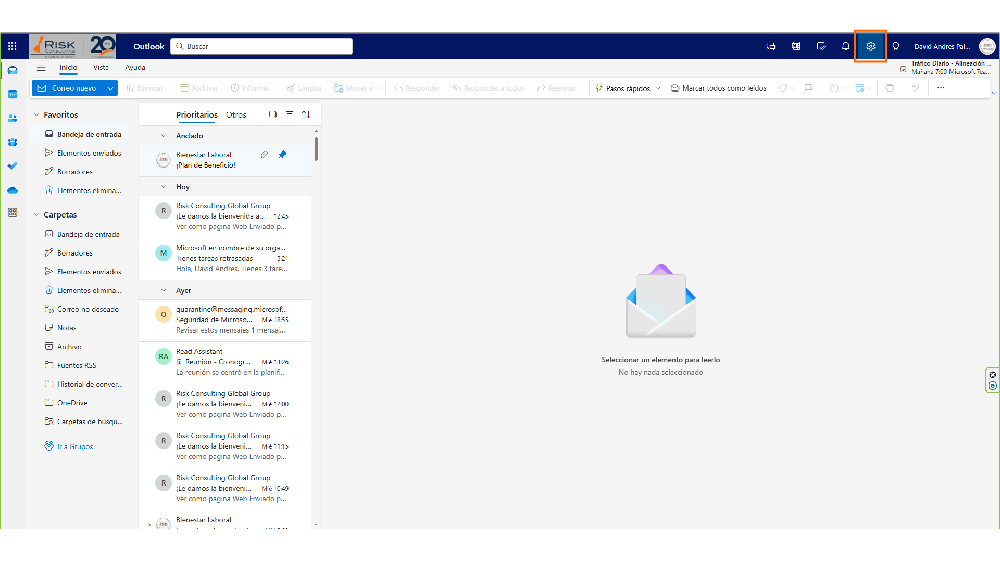 RISK
CONSULTING
GLOBAL GROUP
20
AÑOS
Outlook
Buscar
David Andres Pal...
Inicio
Vista
Ayuda
Tráfico Diario - Alineación ...
Mañana 7:00 Microsoft Tea...
Correo nuevo
Eliminar
Archivar
Informar
Limpiar
Mover a
Responder
Responder a todos
Reenviar
Pasos rápidos
Marcar todos como leídos
Favoritos
Bandeja de entrada
Elementos enviados
Borradores
Elementos elimina...
Carpetas
Bandeja de entrada
Borradores
Elementos enviados
Elementos elimina...
Correo no deseado
Notas
Archivo
Fuentes RSS
Historial de conver...
OneDrive
Carpetas de búsqu...
Ir a Grupos
Prioritarios
Otros
Anclado
Bienestar Laboral
¡Plan de Beneficio!
Hoy
R
Risk Consulting Global Group
¡Le damos la bienvenida a... 12:45
Ver como página Web Enviado p...
M
Microsoft en nombre de su orga...
Tienes tareas retrasadas 5:21
Hola, David Andres. Tienes 3 tare...
Ayer
Q
quarantine@messaging.microsof...
Seguridad de Microso... Mié 18:55
Revisar estos mensajes 1 mensaj...
RA
Read Assistant
Reunión - Cronogr... Mié 13:26
La reunión se centró en la planifi...
R
Risk Consulting Global Group
¡Le damos la bienveni... Mié 12:00
Ver como página Web Enviado p...
R
Risk Consulting Global Group
¡Le damos la bienveni... Mié 11:15
Ver como página Web Enviado p...
R
Risk Consulting Global Group
¡Le damos la bienveni... Mié 10:49
Ver como página Web Enviado p...
Bienestar Laboral
Seleccionar un elemento para leerlo
No hay nada seleccionado